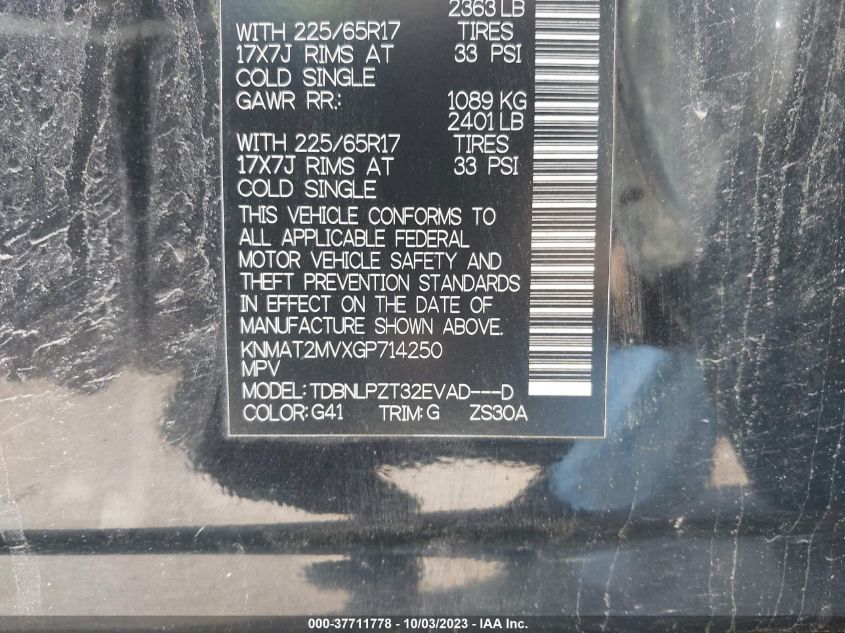 2363 LB
WITH 225/65R17 TIRES
17X7J RIMS AT 33 PSI
COLD SINGLE
GAWR RR.: 1089 KG
2401 LB
WITH 225/65R17 TIRES
17X7J RIMS AT 33 PSI
COLD SINGLE
THIS VEHICLE CONFORMS TO
ALL APPLICABLE FEDERAL
MOTOR VEHICLE SAFETY AND
THEFT PREVENTION STANDARDS
IN EFFECT ON THE DATE OF
MANUFACTURE SHOWN ABOVE.
KNMAT2MVXGP714250
MPV
MODEL: TDBNLPZT32EVAD---D
COLOR: G41 TRIM: G ZS30A
000-37711778 - 10/03/2023 - IAA Inc.